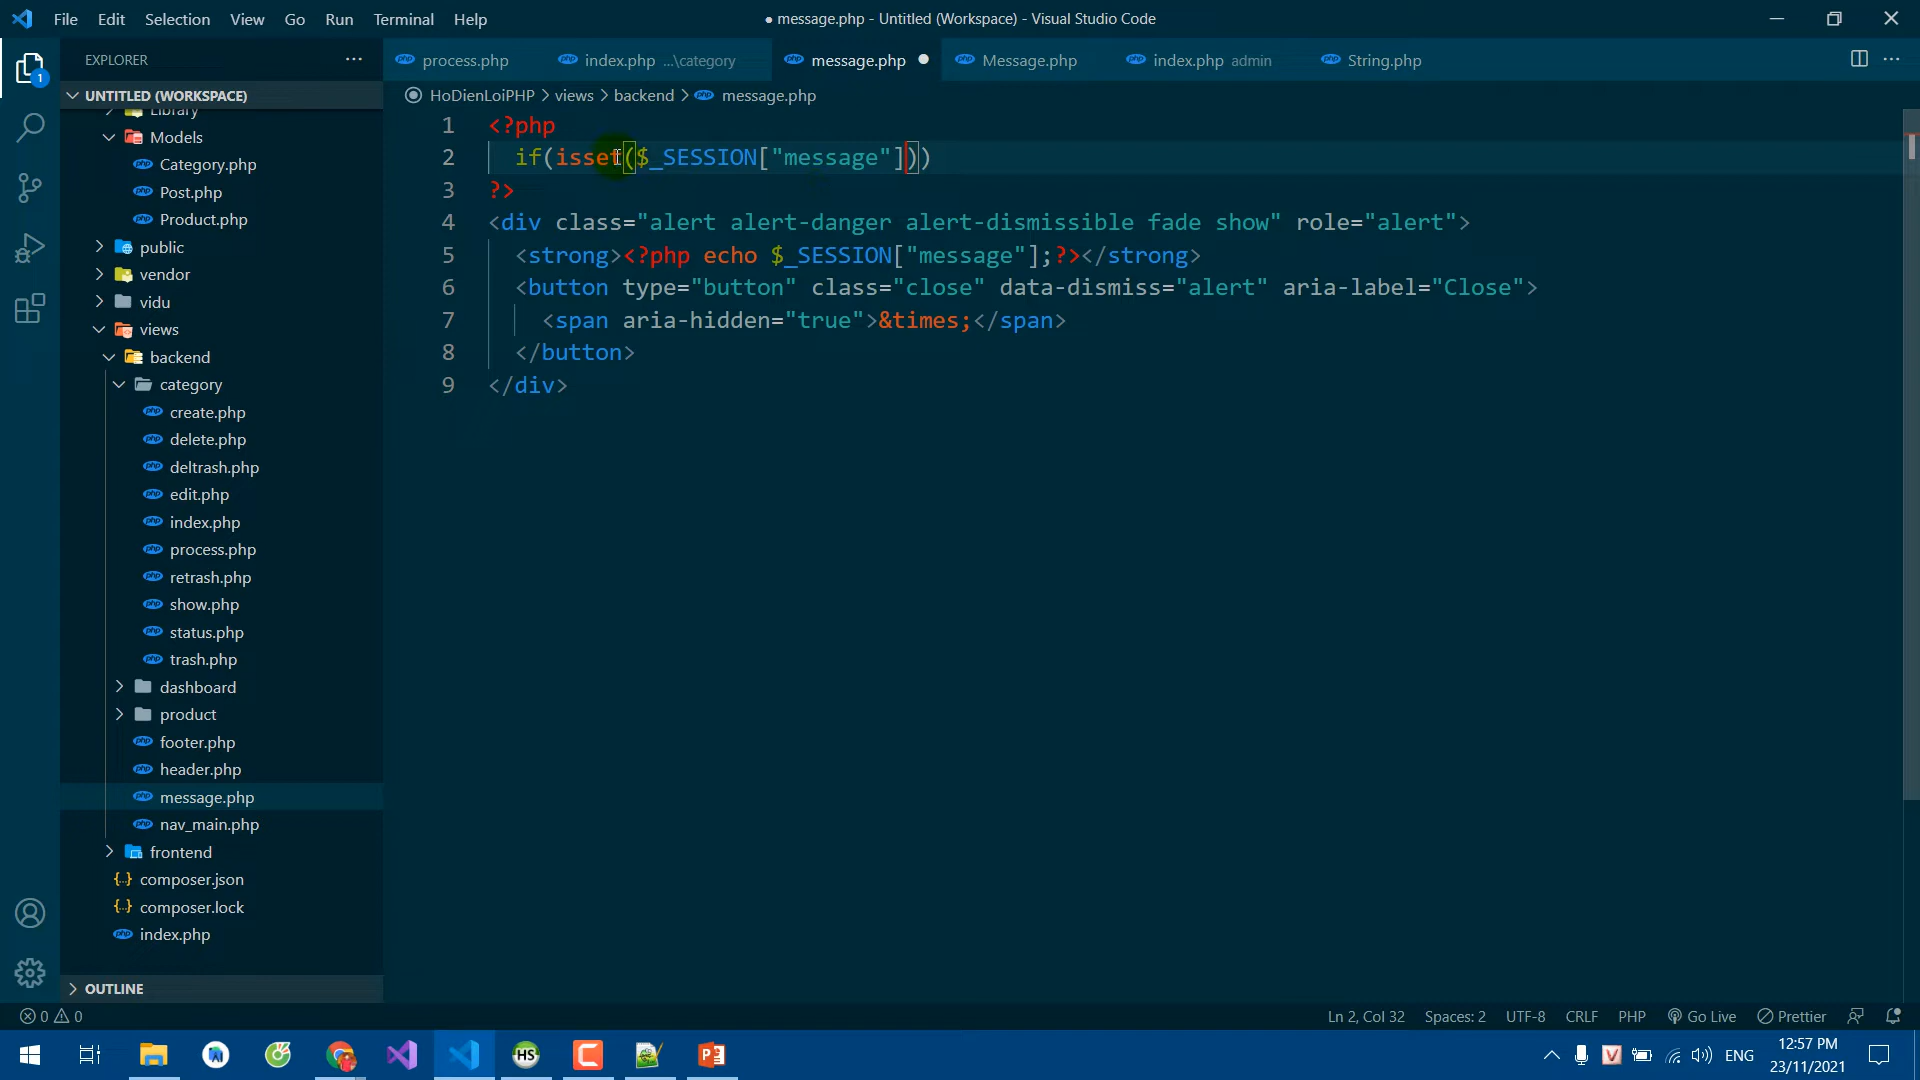 File Edit Selection View Go Run Terminal Help
● message.php - Untitled (Workspace) - Visual Studio Code
EXPLORER
UNTITLED (WORKSPACE)
Library
Models
Category.php
Post.php
Product.php
public
vendor
vidu
views
backend
category
create.php
delete.php
deltrash.php
edit.php
index.php
process.php
retrash.php
show.php
status.php
trash.php
dashboard
product
footer.php
header.php
message.php
nav_main.php
frontend
composer.json
composer.lock
index.php
OUTLINE
process.php index.php ...\category message.php Message.php index.php admin String.php
HoDienLoiPHP > views > backend > message.php
1 <?php
2 if(isset($_SESSION["message"]))
3 ?>
4 <div class="alert alert-danger alert-dismissible fade show" role="alert">
5 <strong><?php echo $_SESSION["message"];?></strong>
6 <button type="button" class="close" data-dismiss="alert" aria-label="Close">
7 <span aria-hidden="true">&times;</span>
8 </button>
9 </div>
0 0
Ln 2, Col 32 Spaces: 2 UTF-8 CRLF PHP Go Live Prettier
ENG
12:57 PM
23/11/2021